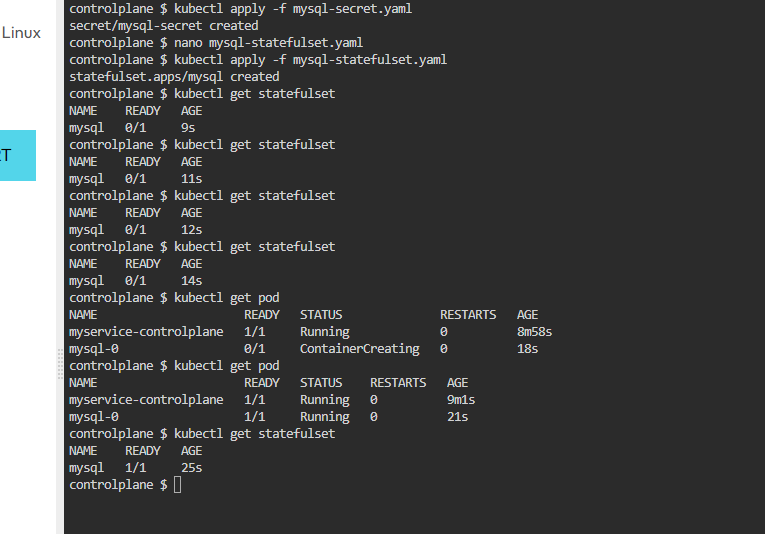 Linux
RT
controlplane $ kubectl apply -f mysql-secret.yaml
secret/mysql-secret created
controlplane $ nano mysql-statefulset.yaml
controlplane $ kubectl apply -f mysql-statefulset.yaml
statefulset.apps/mysql created
controlplane $ kubectl get statefulset
NAME    READY   AGE
mysql   0/1     9s
controlplane $ kubectl get statefulset
NAME    READY   AGE
mysql   0/1     11s
controlplane $ kubectl get statefulset
NAME    READY   AGE
mysql   0/1     12s
controlplane $ kubectl get statefulset
NAME    READY   AGE
mysql   0/1     14s
controlplane $ kubectl get pod
NAME                     READY   STATUS              RESTARTS   AGE
myservice-controlplane   1/1     Running             0          8m58s
mysql-0                  0/1     ContainerCreating   0          18s
controlplane $ kubectl get pod
NAME                     READY   STATUS    RESTARTS   AGE
myservice-controlplane   1/1     Running   0          9m1s
mysql-0                  1/1     Running   0          21s
controlplane $ kubectl get statefulset
NAME    READY   AGE
mysql   1/1     25s
controlplane $